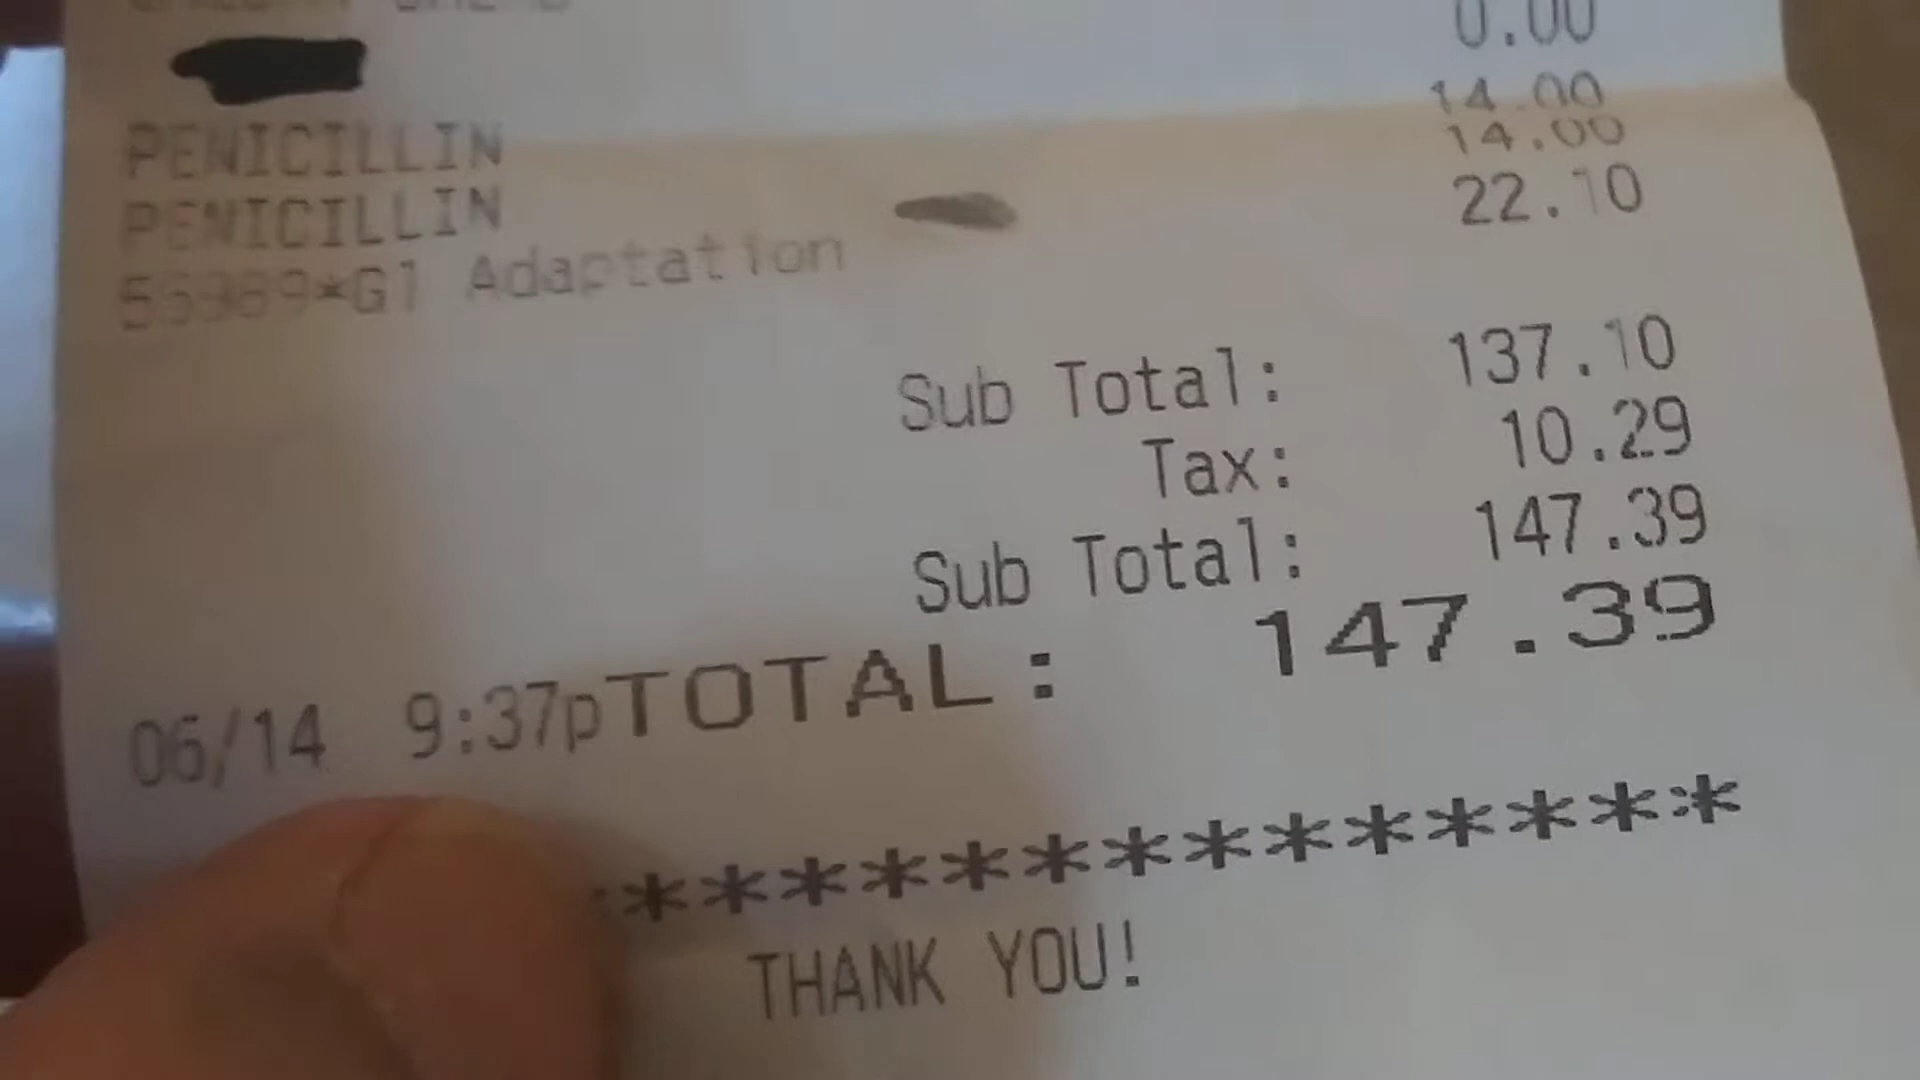 0.00
14.00
PENICILLIN 14.00
PENICILLIN 22.10
Adaptation
Sub Total: 137.10
Tax: 10.29
Sub Total: 147.39
06/14 9:37pTOTAL: 147.39
***************
THANK YOU!